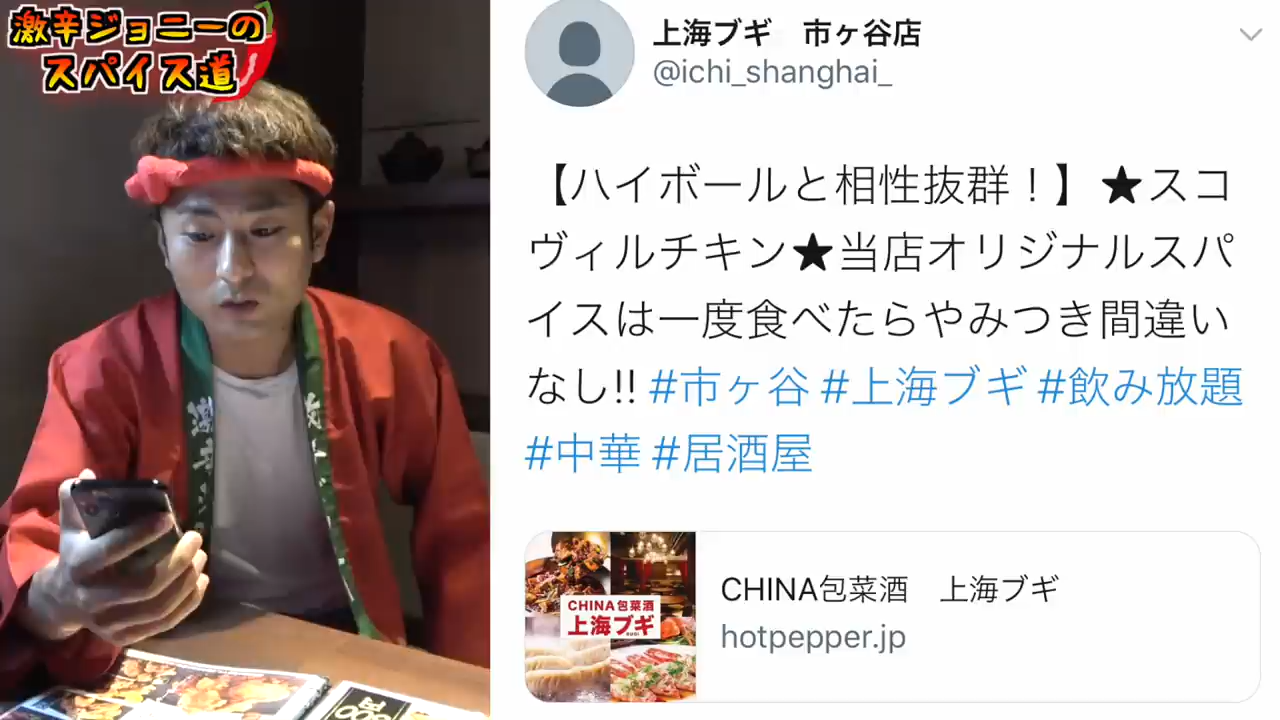 激辛ジョニーの
スパイス道
上海ブギ 市ヶ谷店
@ichi_shanghai_
【ハイボールと相性抜群！】★スコ
ヴィルチキン★当店オリジナルスパ
イスは一度食べたらやみつき間違い
なし!! #市ヶ谷 #上海ブギ #飲み放題
#中華 #居酒屋
CHINA包菜酒
上海ブギ
CHINA包菜酒 上海ブギ
hotpepper.jp